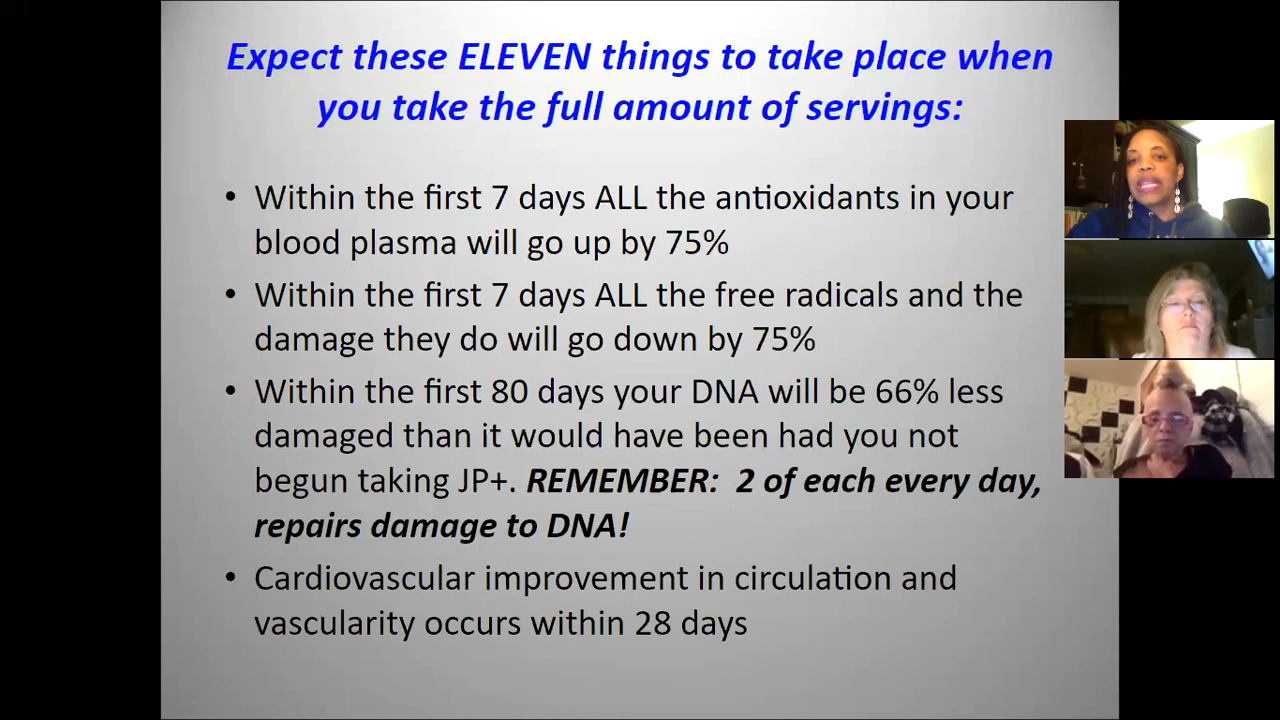 Expect these ELEVEN things to take place when
you take the full amount of servings:
• Within the first 7 days ALL the antioxidants in your
blood plasma will go up by 75%
• Within the first 7 days ALL the free radicals and the
damage they do will go down by 75%
• Within the first 80 days your DNA will be 66% less
damaged than it would have been had you not
begun taking JP+. REMEMBER:  2 of each every day,
repairs damage to DNA!
• Cardiovascular improvement in circulation and
vascularity occurs within 28 days